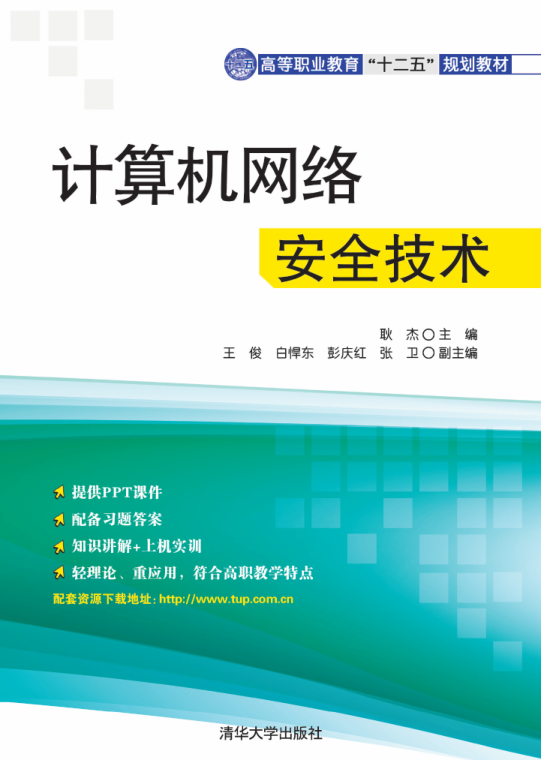 十二五
高等职业教育“十二五”规划教材
计算机网络
安全技术
耿 杰○主 编
王 俊 白悍东 彭庆红 张 卫○副主编
提供PPT课件
配备习题答案
知识讲解+上机实训
轻理论、重应用，符合高职教学特点
配套资源下载地址：http://www.tup.com.cn
清华大学出版社